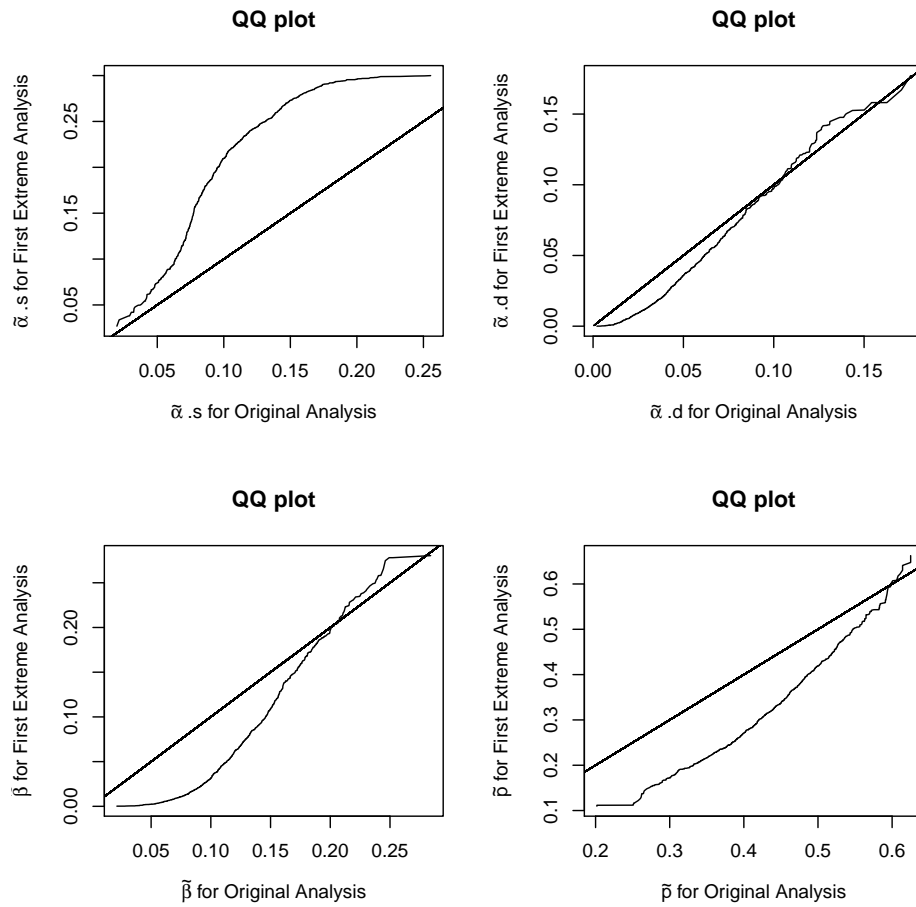 QQ plot
α̃ .s for First Extreme Analysis
0.05 0.15 0.25
0.05 0.10 0.15 0.20 0.25
α̃ .s for Original Analysis
QQ plot
α̃ .d for First Extreme Analysis
0.00 0.05 0.10 0.15
0.00 0.05 0.10 0.15
α̃ .d for Original Analysis
QQ plot
β̃ for First Extreme Analysis
0.00 0.10 0.20
0.05 0.10 0.15 0.20 0.25
β̃ for Original Analysis
QQ plot
p̃ for First Extreme Analysis
0.1 0.2 0.3 0.4 0.5 0.6
0.2 0.3 0.4 0.5 0.6
p̃ for Original Analysis